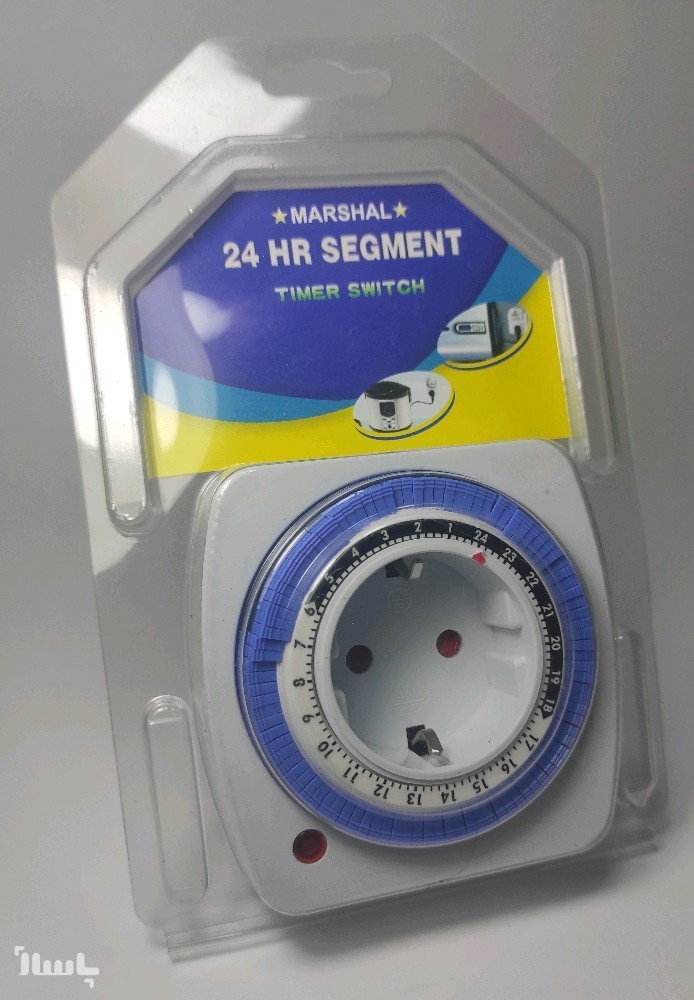 ★MARSHAL★
24 HR SEGMENT
TIMER SWITCH
24 23 22 21 20 19 18 17 16 15 14 13 12 11 10 9 8 7 6 5 4 3 2 1
باسلار